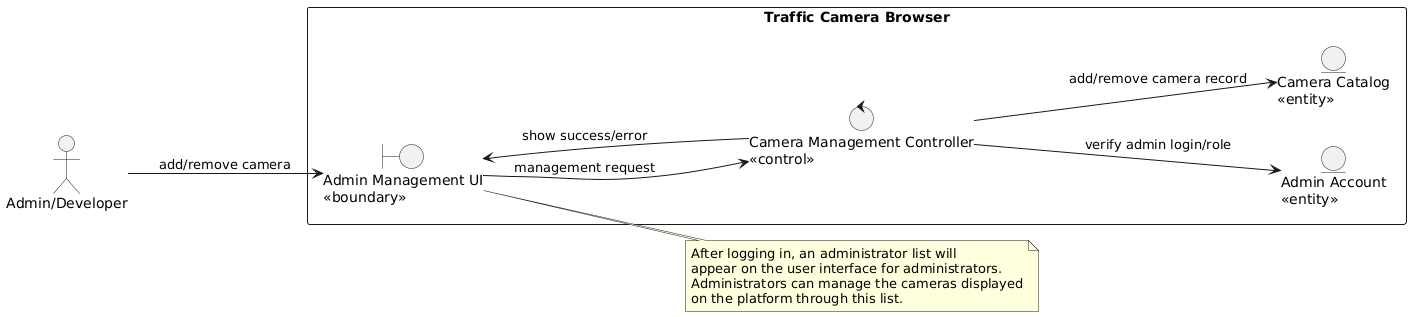 Traffic Camera Browser
add/remove camera record
Camera Catalog
«entity»
show success/error
Camera Management Controller
«control»
verify admin login/role
add/remove camera
management request
Admin Management UI
«boundary»
Admin Account
«entity»
Admin/Developer
After logging in, an administrator list will
appear on the user interface for administrators.
Administrators can manage the cameras displayed
on the platform through this list.